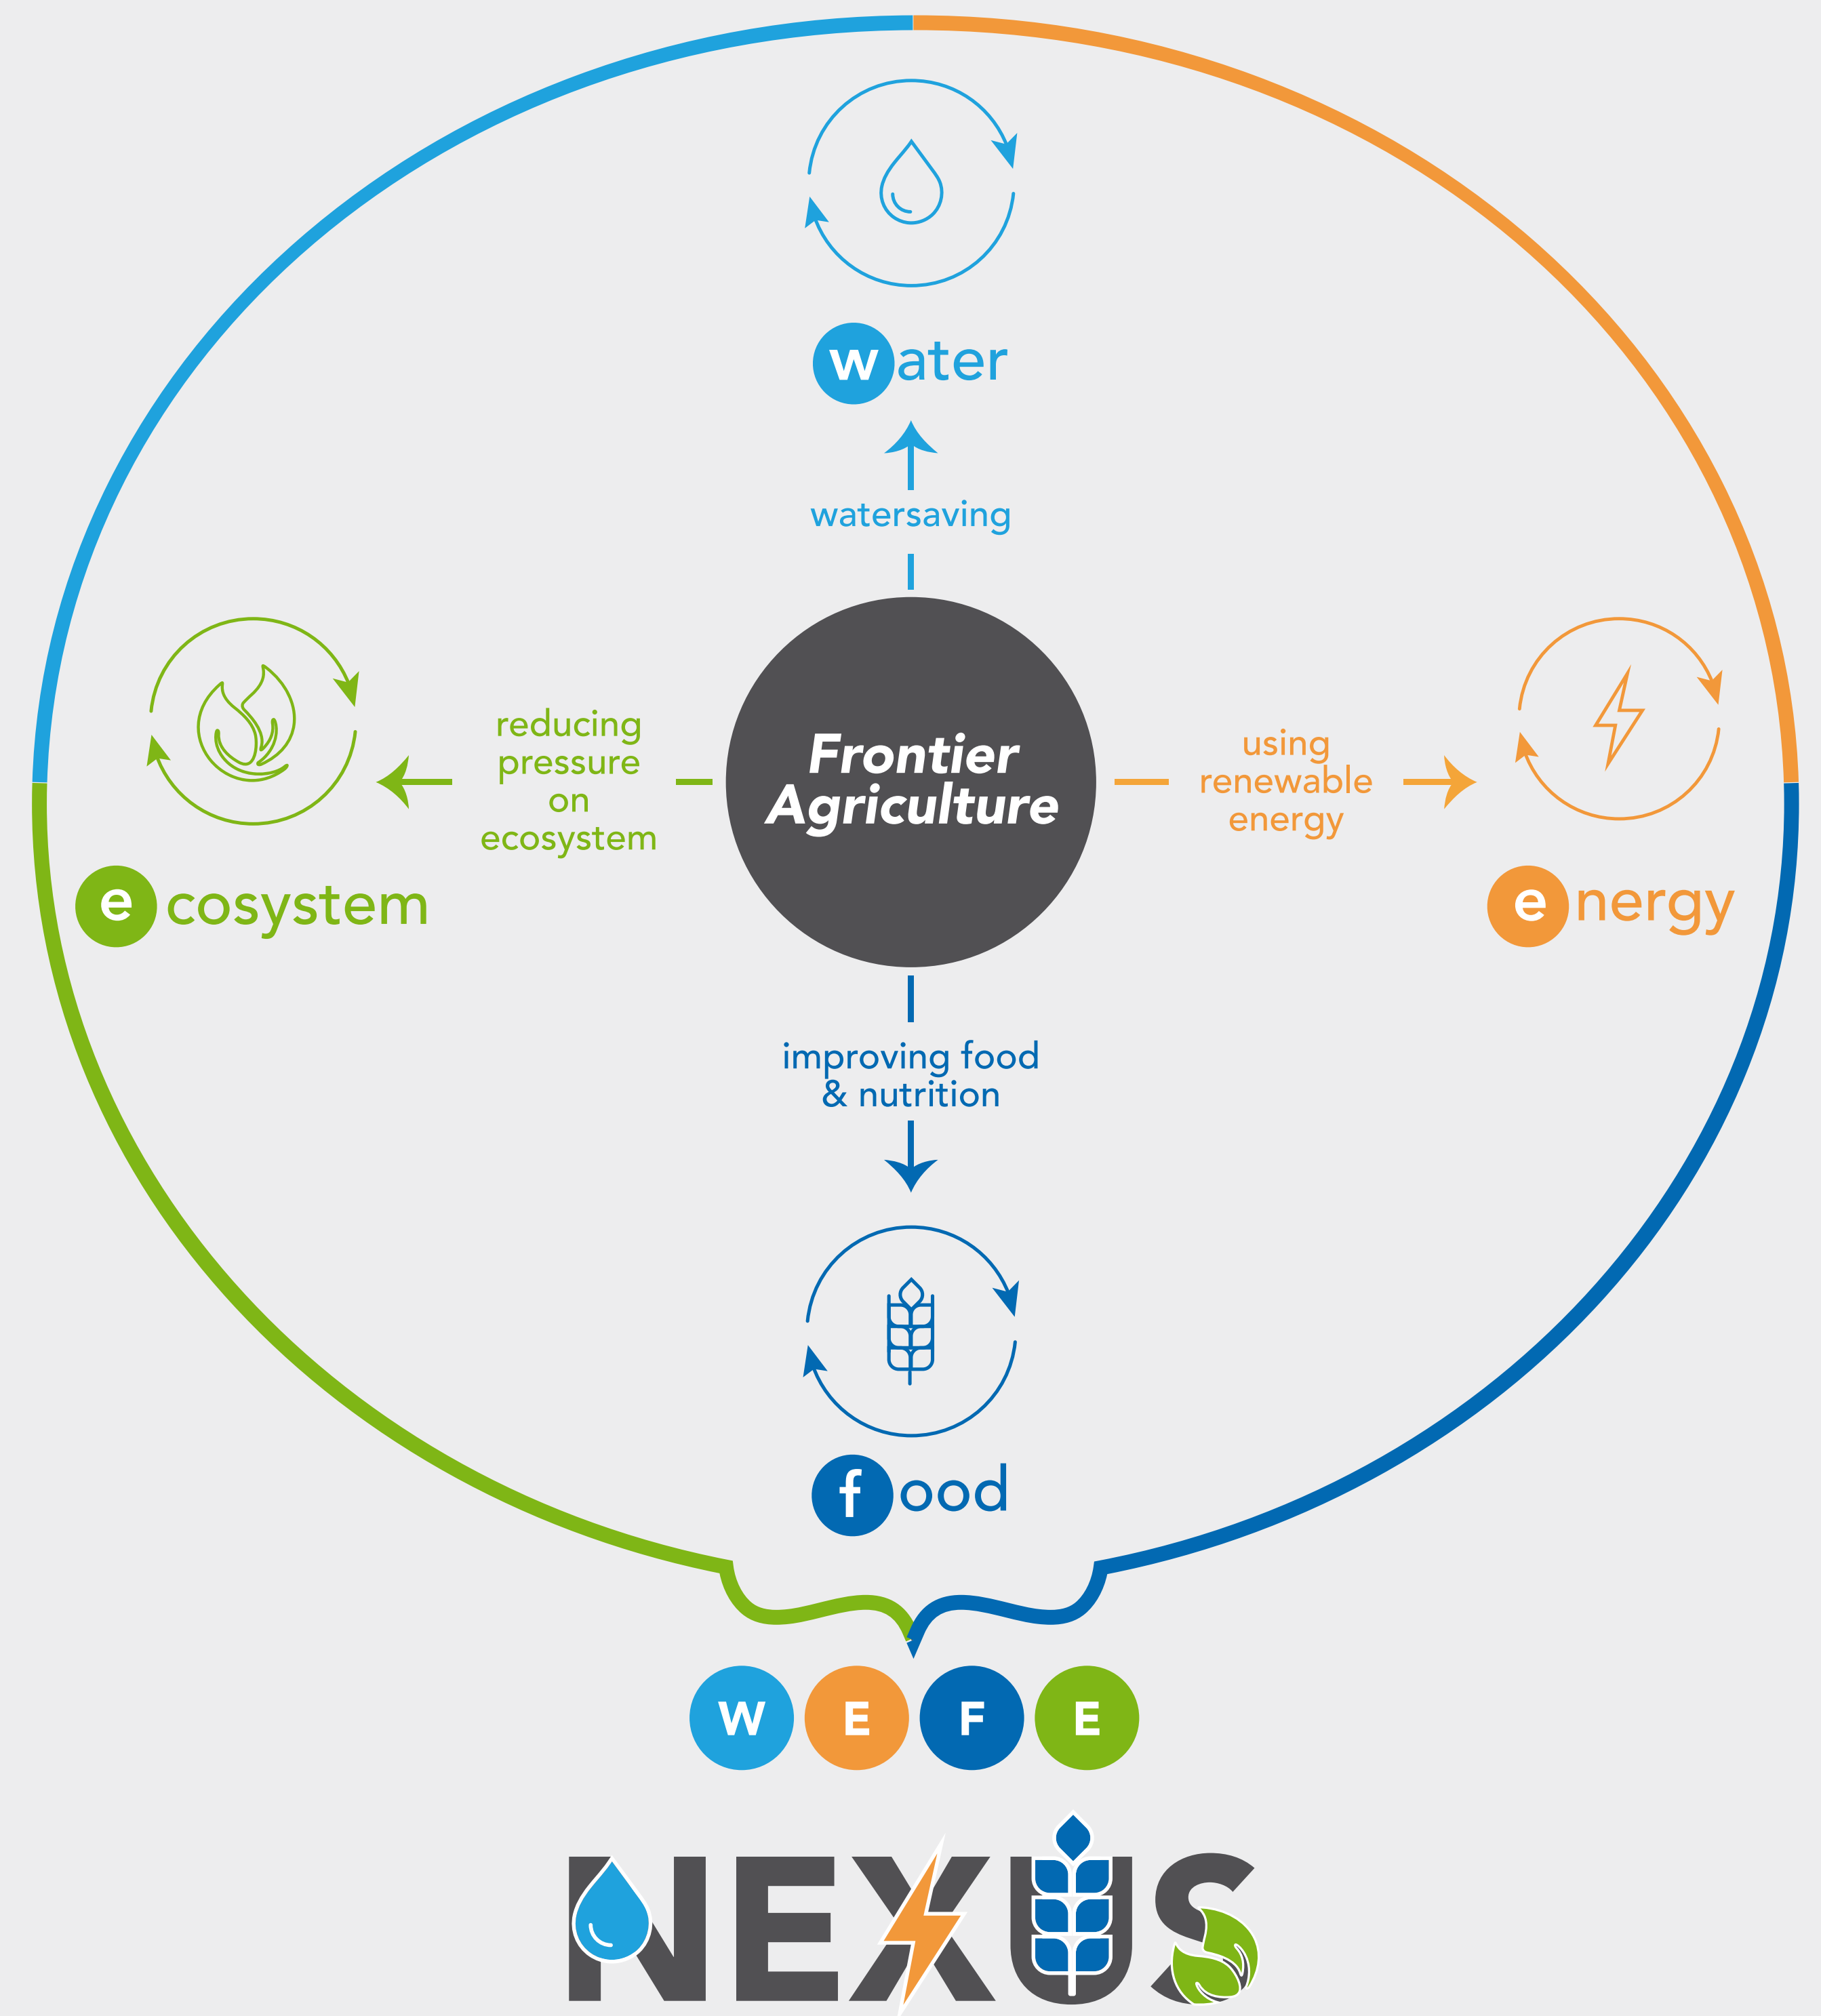 water
watersaving
Frontier
Agriculture
reducing
pressure
on
ecosystem
using
renewable
energy
ecosystem
energy
improving food
& nutrition
food
W E F E
NEXUS